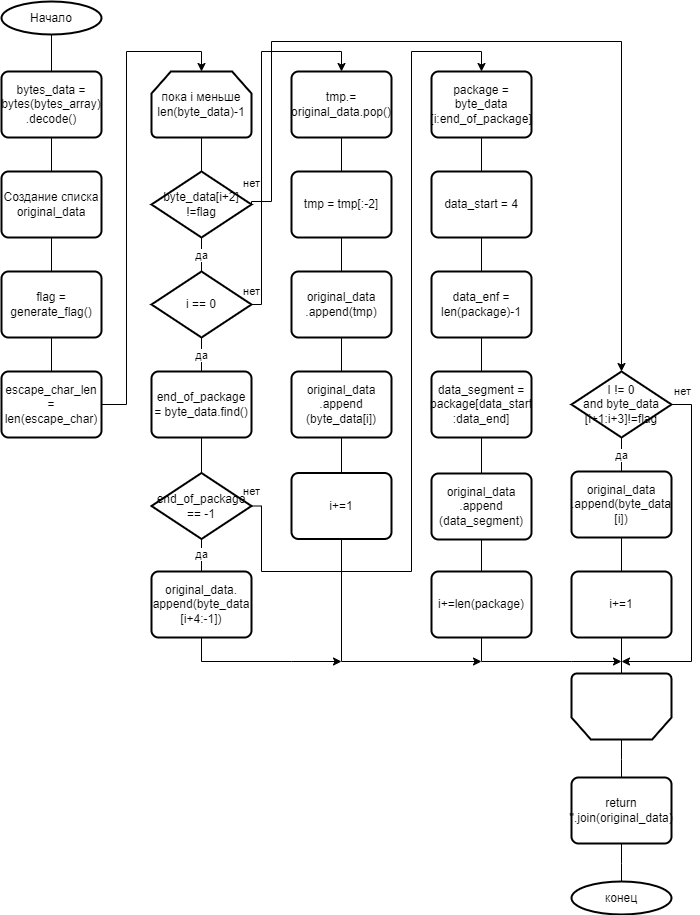 Начало
bytes_data =
bytes(bytes_array)
.decode()
Создание списка
original_data
flag =
generate_flag()
escape_char_len
=
len(escape_char)
пока i меньше
len(byte_data)-1
byte_data[i+2]
!=flag
нет
да
i == 0
нет
да
end_of_package
= byte_data.find()
end_of_package
== -1
нет
да
original_data.
append(byte_data
[i+4:-1])
tmp.=
original_data.pop()
tmp = tmp[:-2]
original_data
.append(tmp)
original_data
.append
(byte_data[i])
i+=1
package =
byte_data
[i:end_of_package]
data_start = 4
data_enf =
len(package)-1
data_segment =
package[data_start
:data_end]
original_data
.append
(data_segment)
i+=len(package)
I != 0
and byte_data
[i+1:i+3]!=flag
нет
да
original_data
.append(byte_data
[i])
i+=1
return
".join(original_data)
конец